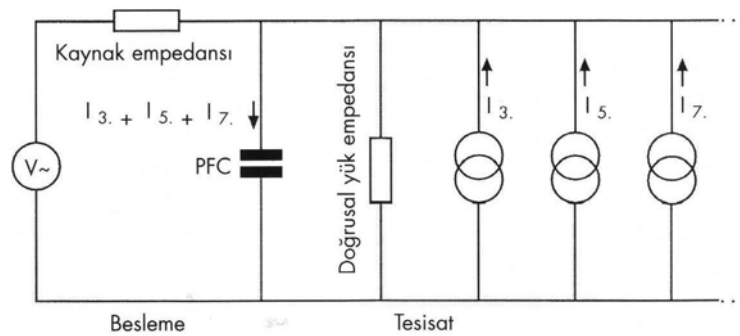 Kaynak empedansı
I 3. + I 5. + I 7.
V~
PFC
Doğrusal yük empedansı
I 3.
I 5.
I 7.
Besleme
Tesisat